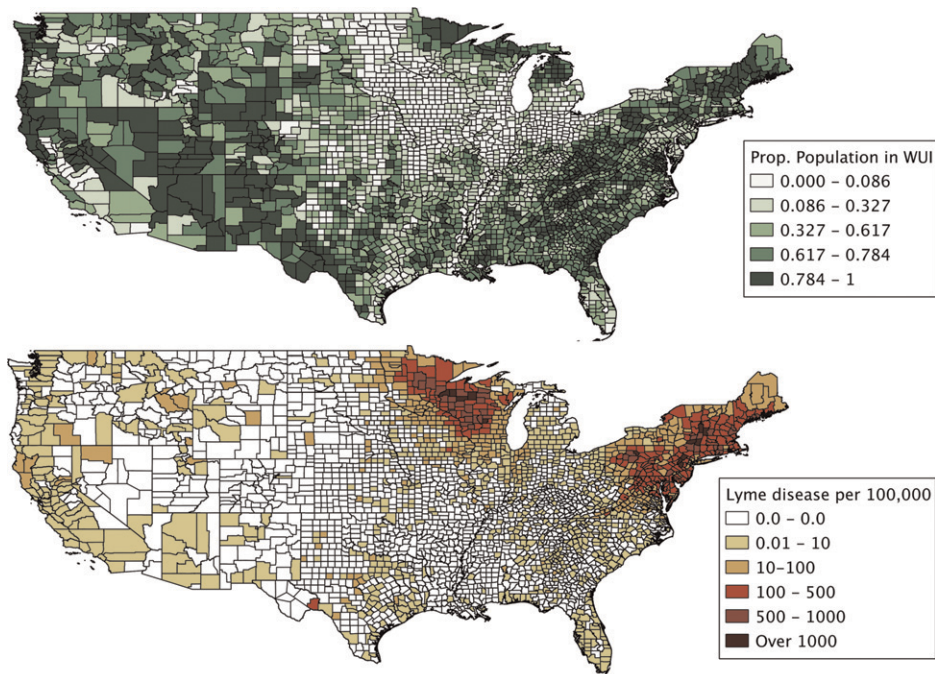 Prop. Population in WUI
0.000 – 0.086
0.086 – 0.327
0.327 – 0.617
0.617 – 0.784
0.784 – 1
Lyme disease per 100,000
0.0 – 0.0
0.01 – 10
10–100
100 – 500
500 – 1000
Over 1000